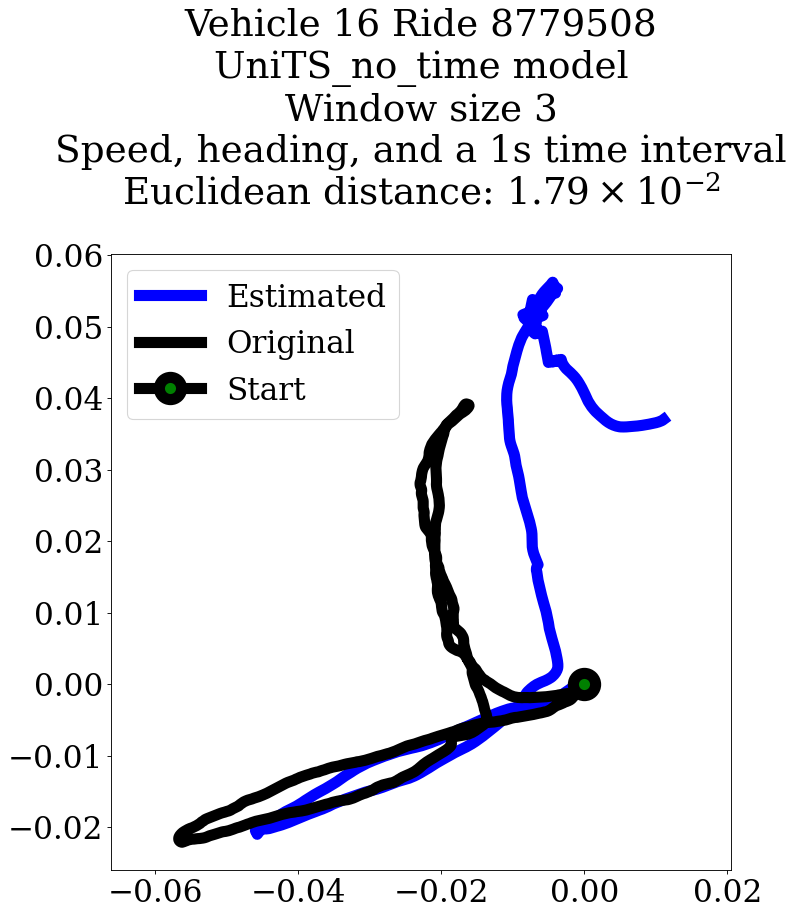 Vehicle 16 Ride 8779508
UniTS_no_time model
Window size 3
Speed, heading, and a 1s time interval
Euclidean distance: 1.79 × 10⁻²
0.06
0.05
0.04
0.03
0.02
0.01
0.00
−0.01
−0.02
Estimated
Original
Start
−0.06 −0.04 −0.02 0.00 0.02